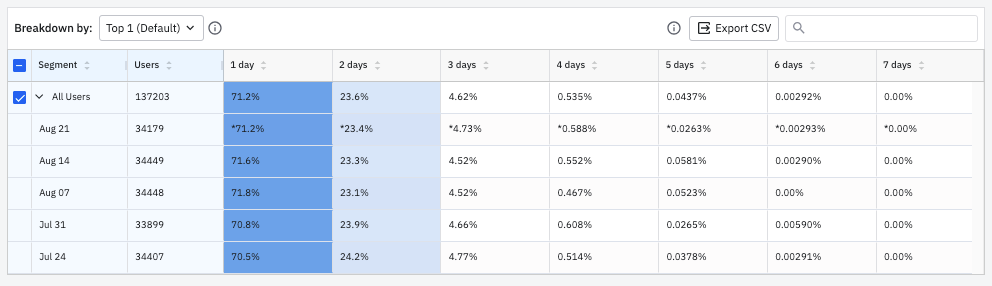 Breakdown by: Top 1 (Default) Export CSV
Segment Users 1 day 2 days 3 days 4 days 5 days 6 days 7 days
All Users 137203 71.2% 23.6% 4.62% 0.535% 0.0437% 0.00292% 0.00%
Aug 21 34179 *71.2% *23.4% *4.73% *0.588% *0.0263% *0.00293% *0.00%
Aug 14 34449 71.6% 23.3% 4.52% 0.552% 0.0581% 0.00290% 0.00%
Aug 07 34448 71.8% 23.1% 4.52% 0.467% 0.0523% 0.00% 0.00%
Jul 31 33899 70.8% 23.9% 4.66% 0.608% 0.0265% 0.00590% 0.00%
Jul 24 34407 70.5% 24.2% 4.77% 0.514% 0.0378% 0.00291% 0.00%